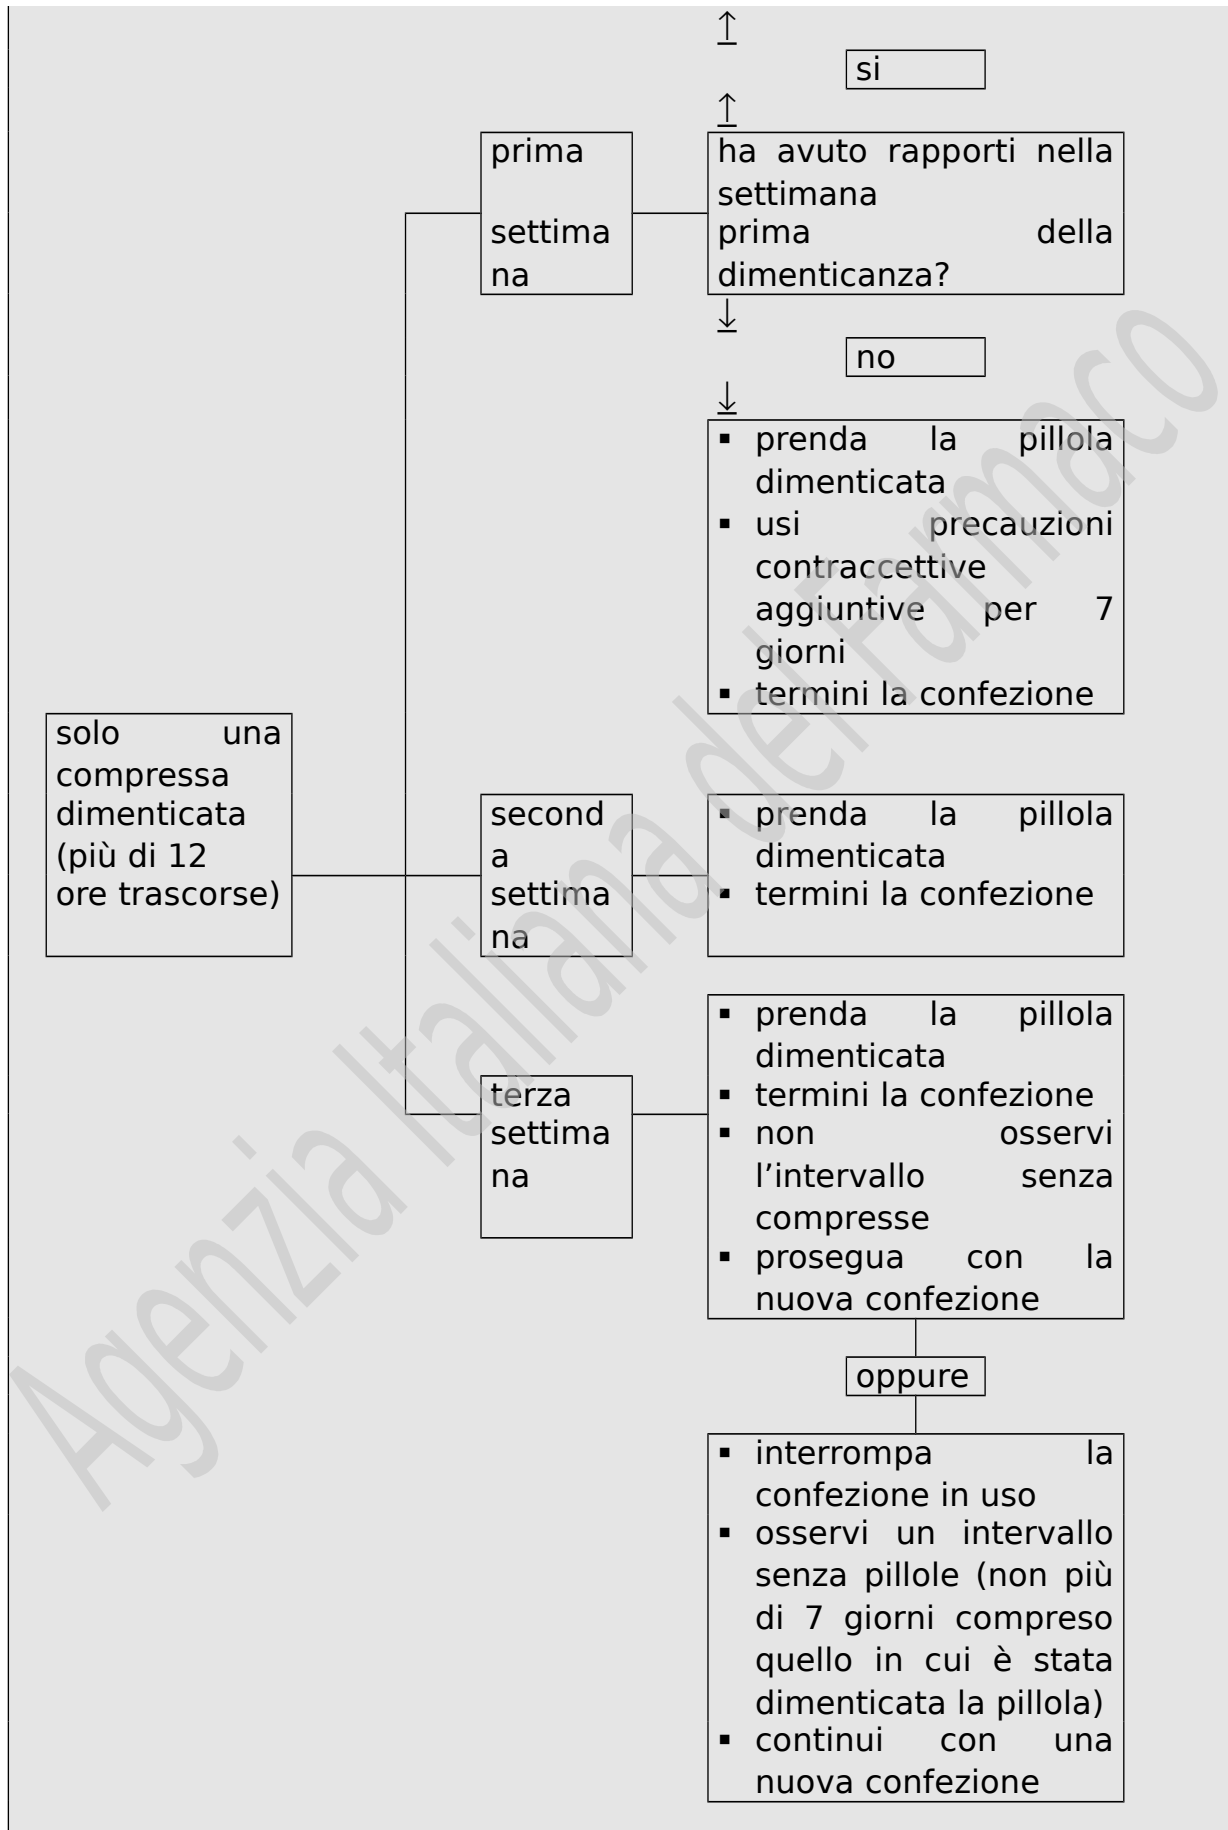 ↑
si
↑
prima
settima
na
ha avuto rapporti nella
settimana
prima della
dimenticanza?
↓
no
↓
▪ prenda la pillola
dimenticata
▪ usi precauzioni
contraccettive
aggiuntive per 7
giorni
▪ termini la confezione
solo una
compressa
dimenticata
(più di 12
ore trascorse)
second
a
settima
na
▪ prenda la pillola
dimenticata
▪ termini la confezione
terza
settima
na
▪ prenda la pillola
dimenticata
▪ termini la confezione
▪ non osservi
l’intervallo senza
compresse
▪ prosegua con la
nuova confezione
oppure
▪ interrompa la
confezione in uso
▪ osservi un intervallo
senza pillole (non più
di 7 giorni compreso
quello in cui è stata
dimenticata la pillola)
▪ continui con una
nuova confezione
Agenzia Italiana del Farmaco